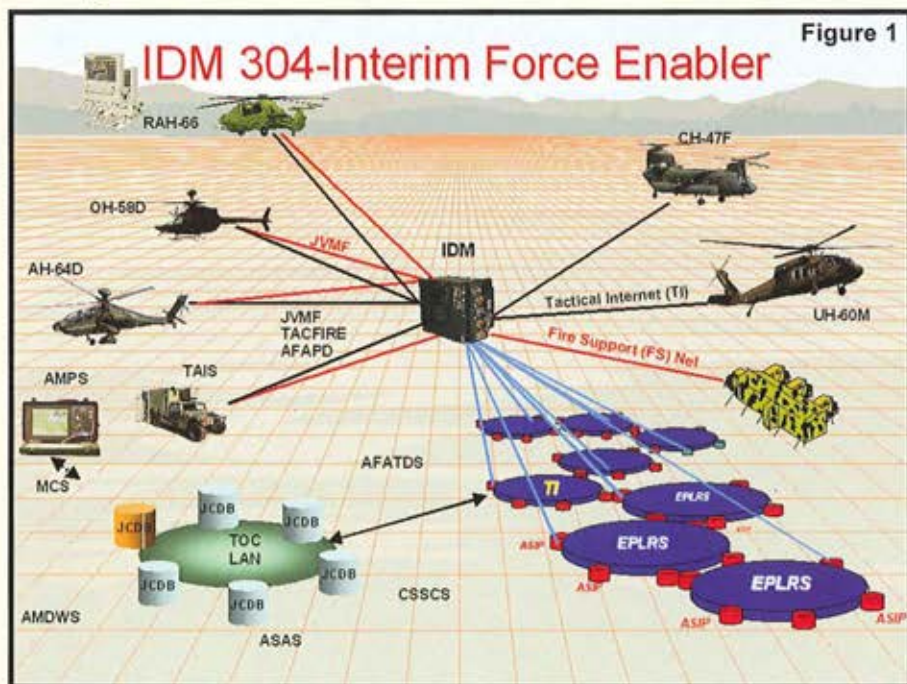 Figure 1
IDM 304-Interim Force Enabler
RAH-66
CH-47F
OH-58D
JVMF
IDM
AH-64D
Tactical Internet (TI)
UH-60M
JVMF
TACFIRE
AFAPD
Fire Support (FS) Net
TAIS
AMPS
AFATDS
MCS
TI
EPLRS
JCDB
JCDB
JCDB
TOC
LAN
ASIP
EPLRS
JCDB
JCDB
JCDB
ASIP
EPLRS
CSSCS
AMDWS
ASAS
ASIP
ASIP